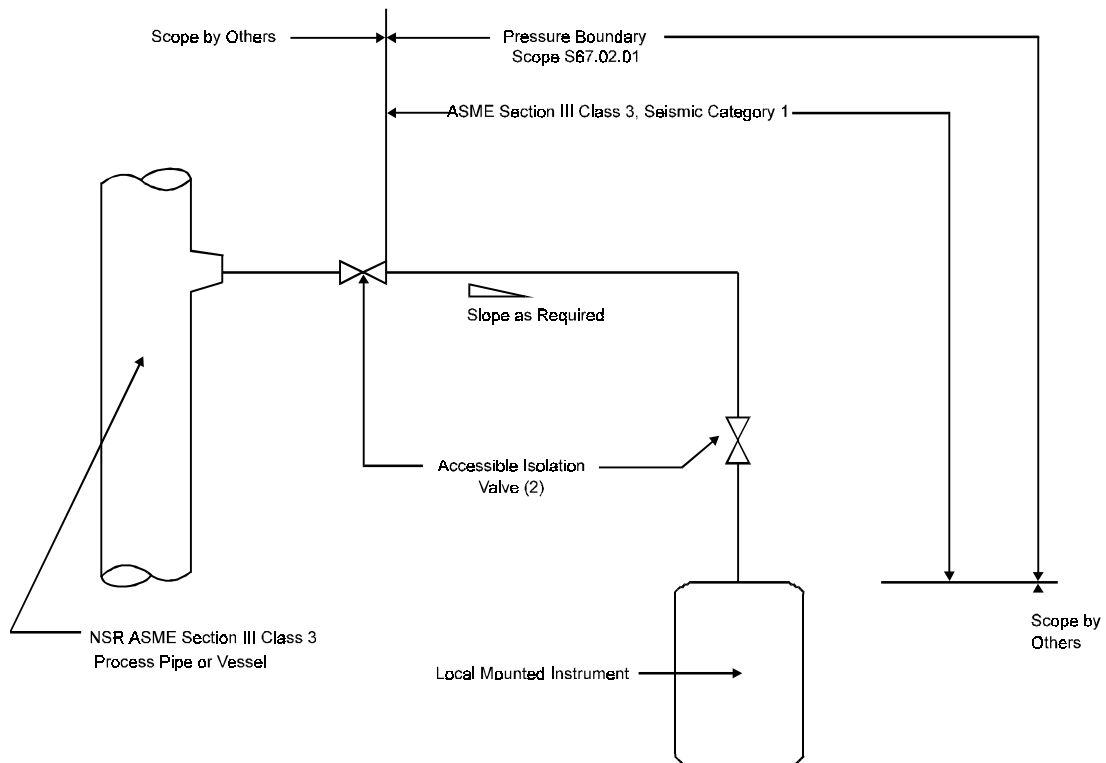 Scope by Others
Pressure Boundary
Scope S67.02.01
ASME Section III Class 3, Seismic Category 1
Slope as Required
Accessible Isolation
Valve (2)
Scope by
Others
NSR ASME Section III Class 3
Process Pipe or Vessel
Local Mounted Instrument